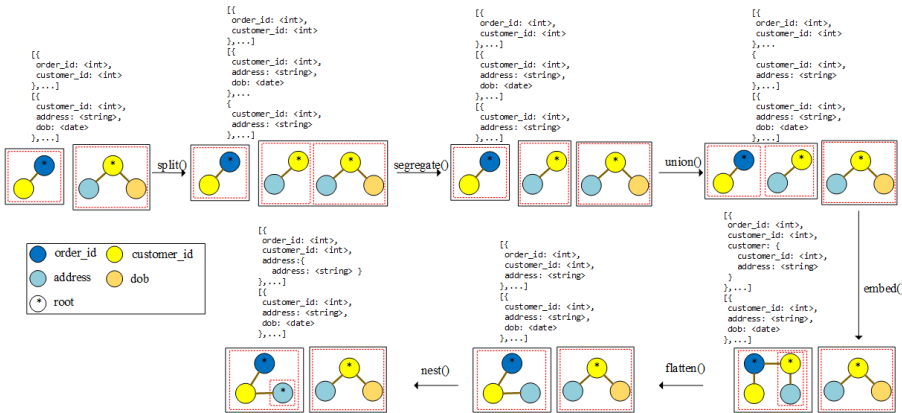 [{
order_id: <int>,
customer_id: <int>
},...]
[{
customer_id: <int>,
address: <string>,
dob: <date>
},...]
split()
[{
order_id: <int>,
customer_id: <int>
},...]
[{
customer_id: <int>,
address: <string>,
dob: <date>
},...
{
customer_id: <int>,
address: <string>
},...]
segregate()
[{
order_id: <int>,
customer_id: <int>
},...]
[{
customer_id: <int>,
address: <string>,
dob: <date>
},...]
[{
customer_id: <int>,
address: <string>
},...]
union()
[{
order_id: <int>,
customer_id: <int>
},...
{
customer_id: <int>,
address: <string>
},...]
[{
customer_id: <int>,
address: <string>,
dob: <date>
},...]
embed()
[{
order_id: <int>,
customer_id: <int>,
customer: {
customer_id: <int>,
address: <string>
}
},...]
[{
customer_id: <int>,
address: <string>,
dob: <date>
},...]
flatten()
[{
order_id: <int>,
customer_id: <int>,
address: <string>
},...]
[{
customer_id: <int>,
address: <string>,
dob: <date>
},...]
nest()
[{
order_id: <int>,
customer_id: <int>,
address:{
address: <string> }
},...]
[{
customer_id: <int>,
address: <string>,
dob: <date>
},...]
order_id customer_id
address dob
* root